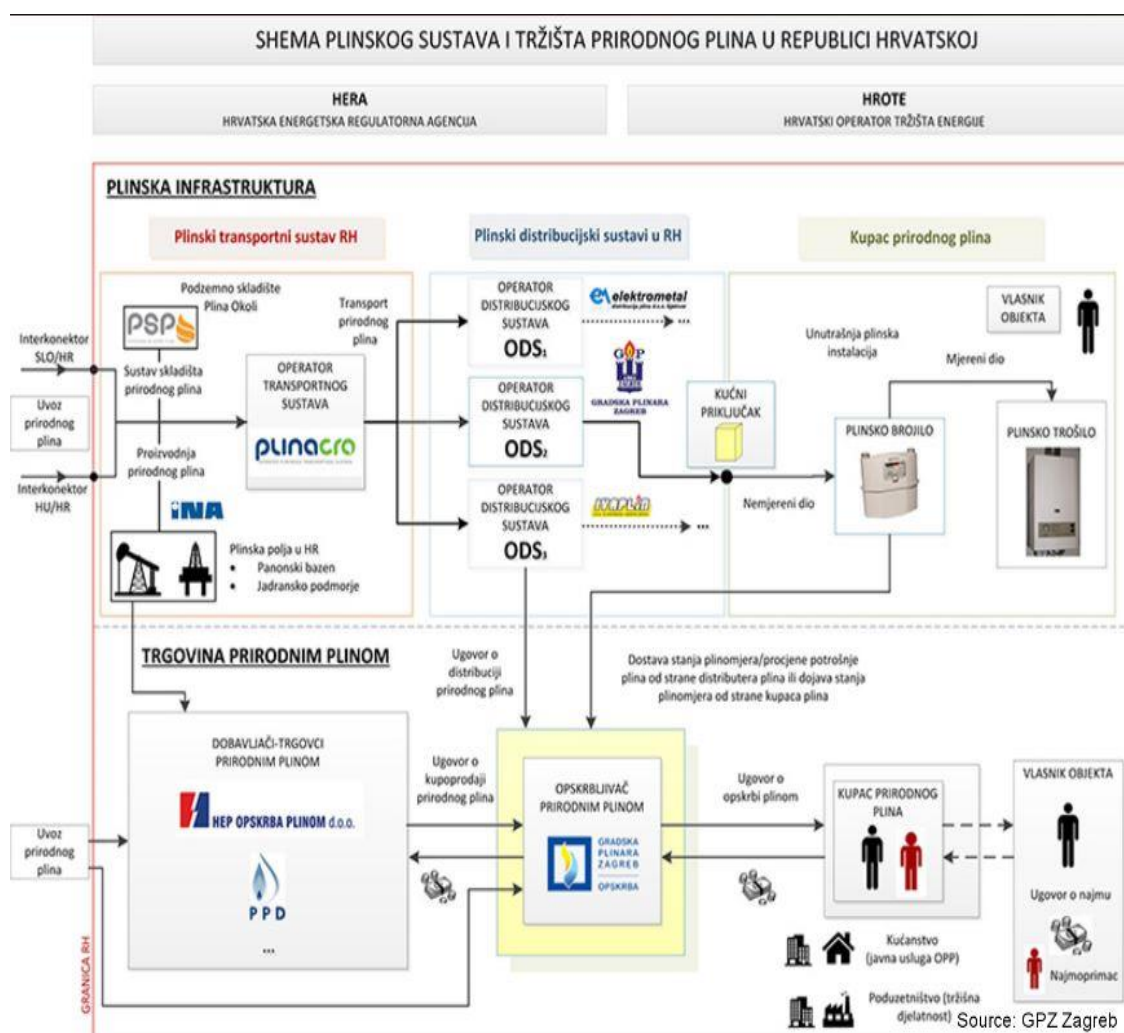 SHEMA PLINSKOG SUSTAVA I TRŽIŠTA PRIRODNOG PLINA U REPUBLICI HRVATSKOJ
HERA
HRVATSKA ENERGETSKA REGULATORNA AGENCIJA
HROTE
HRVATSKI OPERATOR TRŽIŠTA ENERGIJE
PLINSKA INFRASTRUKTURA
Plinski transportni sustav RH
Plinski distribucijski sustavi u RH
Kupac prirodnog plina
Podzemno skladište
Plina Okoli
PSP
Sustav skladišta
prirodnog plina
Interkonektor
SLO/HR
Uvoz
prirodnog
plina
Interkonektor
HU/HR
Proizvodnja
prirodnog plina
INA
Plinska polja u HR
• Panonski bazen
• Jadransko podmorje
OPERATOR
TRANSPORTNOG
SUSTAVA
plinacro
Transport
prirodnog
plina
OPERATOR
DISTRIBUCIJSKOG
SUSTAVA
ODS1
elektrometal
...
OPERATOR
DISTRIBUCIJSKOG
SUSTAVA
ODS2
GP
GRADSKA PLINARA
ZAGREB
OPERATOR
DISTRIBUCIJSKOG
SUSTAVA
ODS3
IVAPLIN
...
KUĆNI
PRIKLJUČAK
Nemjereni dio
Unutrašnja plinska
instalacija
VLASNIK
OBJEKTA
Mjereni dio
PLINSKO BROJILO
PLINSKO TROŠILO
TRGOVINA PRIRODNIM PLINOM
Ugovor o
distribuciji
prirodnog plina
Dostava stanja plinomjera/procjene potrošnje
plina od strane distributera plina ili dojava stanja
plinomjera od strane kupaca plina
Uvoz
prirodnog
plina
GRANICA RH
DOBAVLJAČI-TRGOVCI
PRIRODNIM PLINOM
HEP OPSKRBA PLINOM d.o.o.
PPD
...
Ugovor o
kupoprodaji
prirodnog plina
OPSKRBLJIVAČ
PRIRODNIM PLINOM
GRADSKA
PLINARA
ZAGREB
OPSKRBA
Ugovor o
opskrbi plinom
KUPAC PRIRODNOG
PLINA
VLASNIK OBJEKTA
Ugovor o najmu
Najmoprimac
Kućanstvo
(javna usluga OPP)
Poduzetništvo (tržišna
djelatnost)
Source: GPZ Zagreb